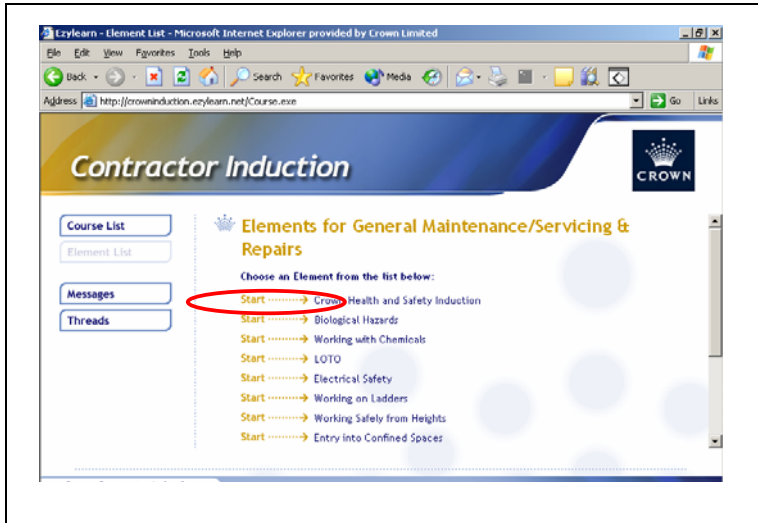 Ezylearn - Element List - Microsoft Internet Explorer provided by Crown Limited
File Edit View Favorites Tools Help
Back Search Favorites Media
Address http://crowninduction.ezylearn.net/Course.exe Go Links
Contractor Induction
CROWN
Course List
Element List
Messages
Threads
Elements for General Maintenance/Servicing &
Repairs
Choose an Element from the list below:
Start Crown Health and Safety Induction
Start Biological Hazards
Start Working with Chemicals
Start LOTO
Start Electrical Safety
Start Working on Ladders
Start Working Safely from Heights
Start Entry into Confined Spaces